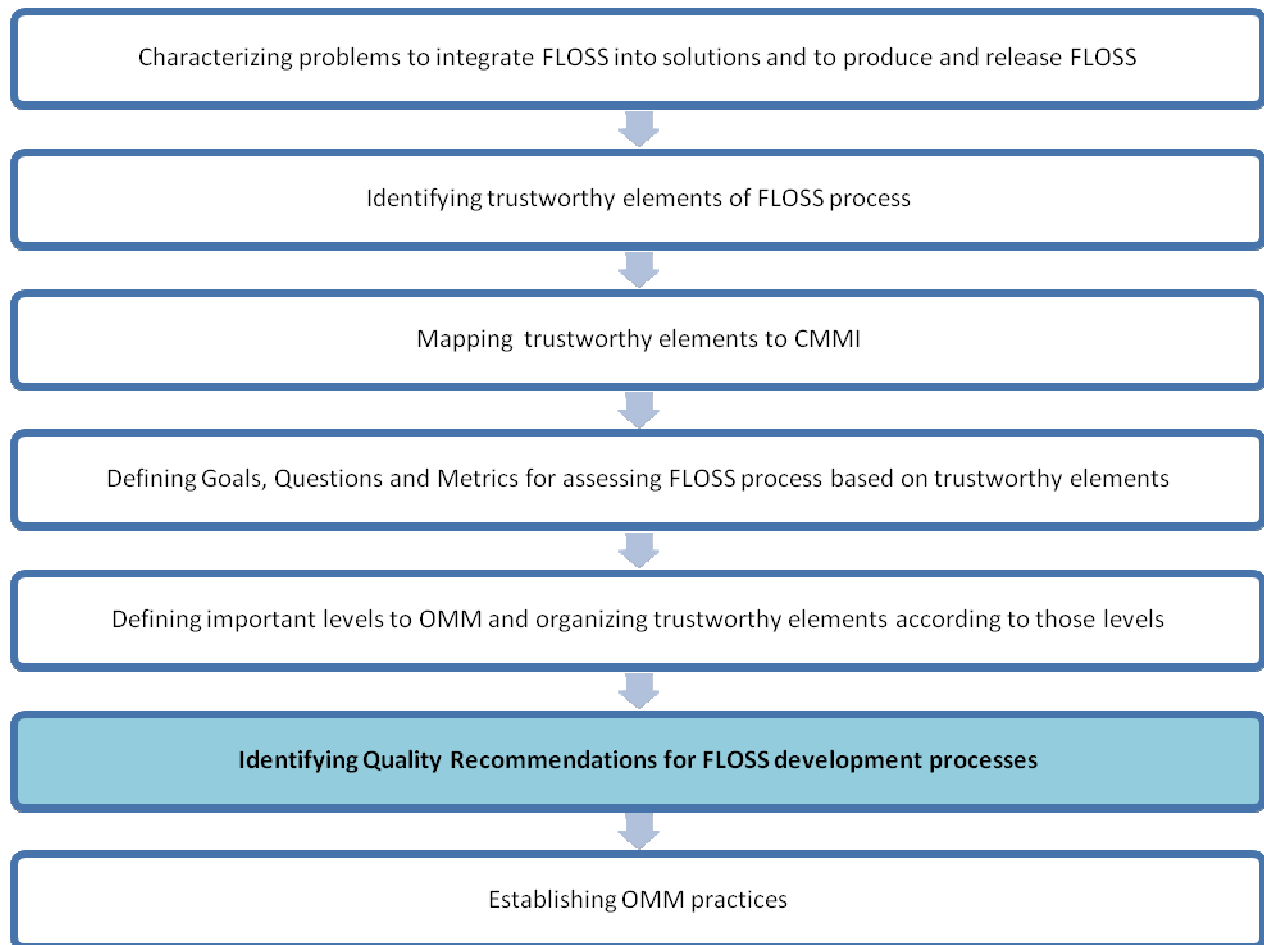 Characterizing problems to integrate FLOSS into solutions and to produce and release FLOSS
Identifying trustworthy elements of FLOSS process
Mapping trustworthy elements to CMMI
Defining Goals, Questions and Metrics for assessing FLOSS process based on trustworthy elements
Defining important levels to OMM and organizing trustworthy elements according to those levels
Identifying Quality Recommendations for FLOSS development processes
Establishing OMM practices